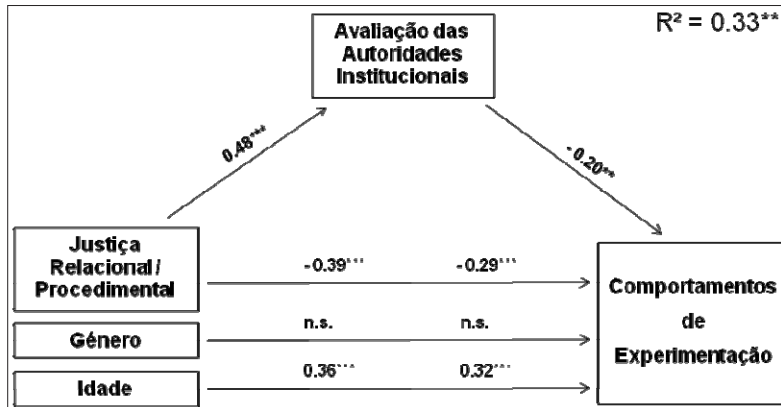 R² = 0.33**
Avaliação das
Autoridades
Institucionais
0.48***
-0.20**
Justiça
Relacional/
Procedimental
-0.39*** -0.29***
Género
n.s. n.s.
Idade
0.36*** 0.32***
Comportamentos
de
Experimentação